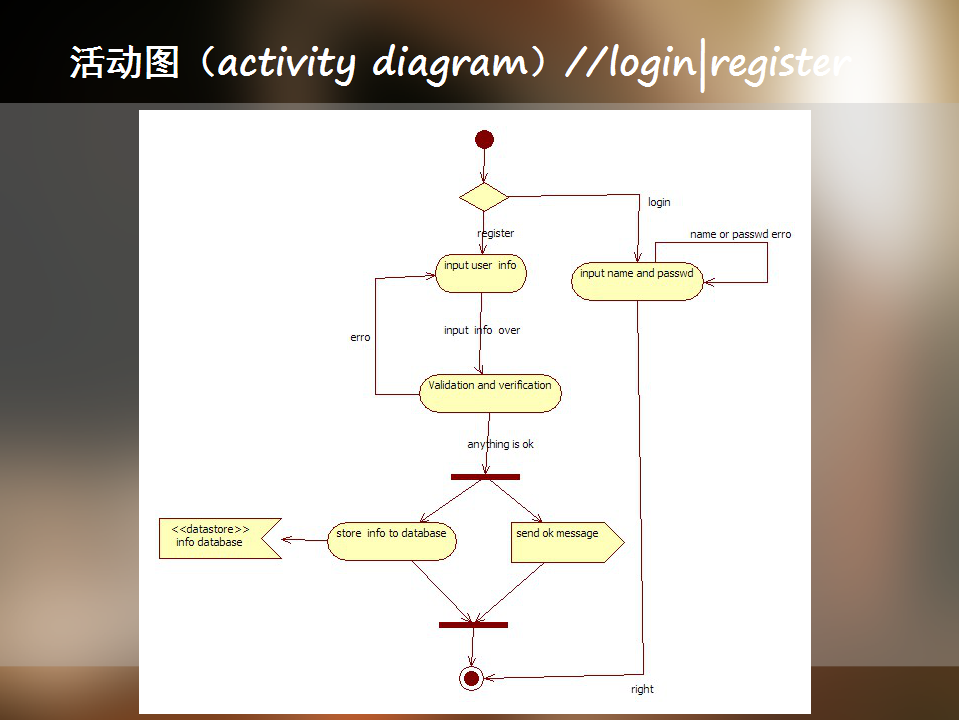 活动图（activity diagram）//login|register
login
register
name or passwd erro
input user info
input name and passwd
input info over
erro
Validation and verification
anything is ok
<<datastore>>
info database
store info to database
send ok message
right